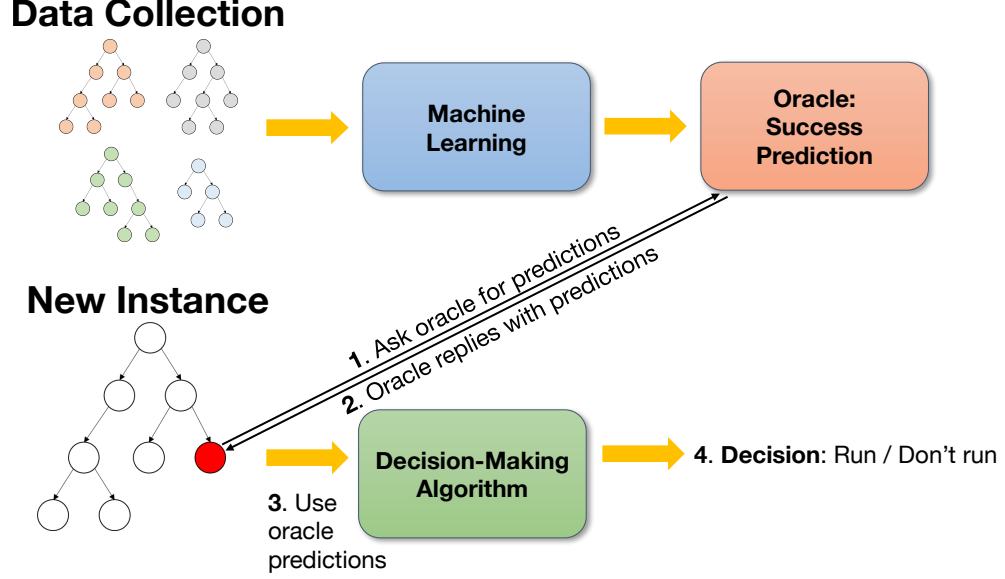 Data Collection
Machine
Learning
Oracle:
Success
Prediction
New Instance
1. Ask oracle for predictions
2. Oracle replies with predictions
3. Use
oracle
predictions
Decision-Making
Algorithm
4. Decision: Run / Don’t run